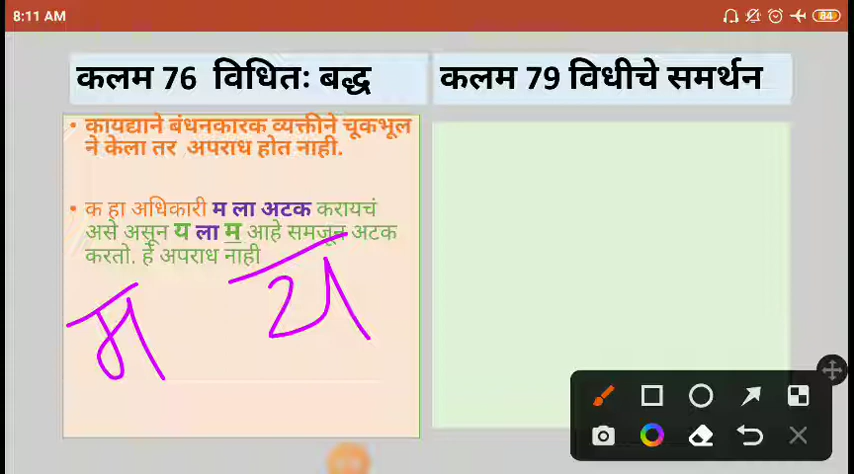 8:11 AM
84
कलम 76 विधितः बद्ध
कलम 79 विधीचे समर्थन
• कायद्याने बंधनकारक व्यक्तीने चूकभूल
ने केला तर अपराध होत नाही.
• क हा अधिकारी म ला अटक करायचं
असे असून य ला म आहे समजून अटक
करतो. हे अपराध नाही
म य